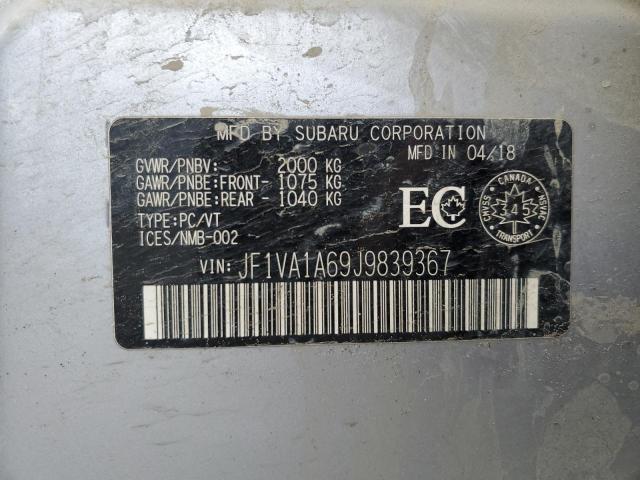 MFD BY SUBARU CORPORATION
MFD IN 04/18
GVWR/PNBV: 2000 KG
GAWR/PNBE:FRONT- 1075 KG
GAWR/PNBE:REAR - 1040 KG
TYPE:PC/VT
ICES/NMB-002
EC
CANADA
345
TRANSPORT
VIN: JF1VA1A69J9839367